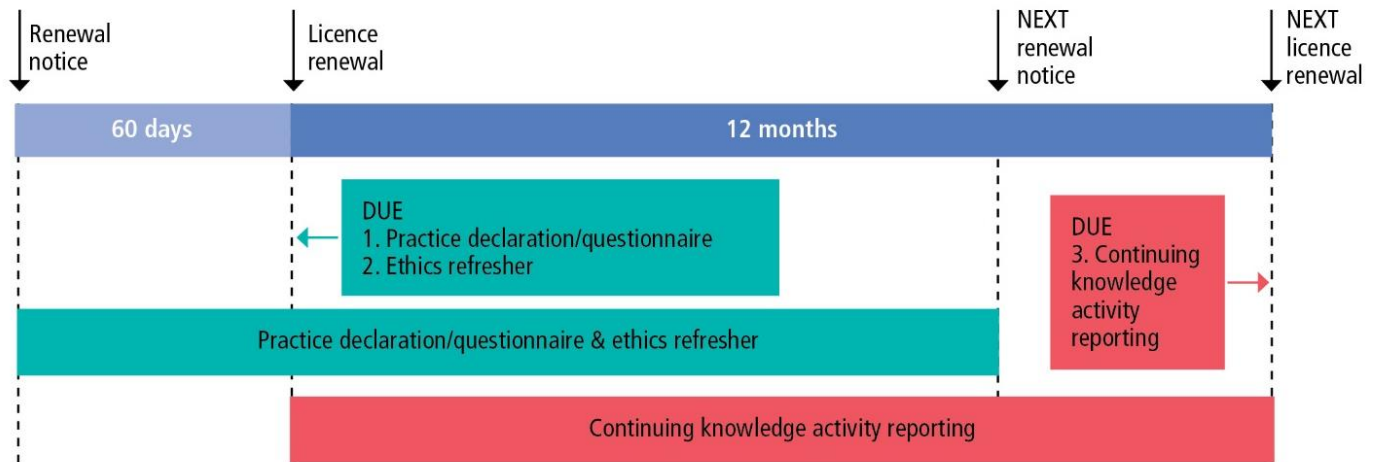 Renewal
notice
Licence
renewal
NEXT
renewal
notice
NEXT
licence
renewal
60 days
12 months
DUE
1. Practice declaration/questionnaire
2. Ethics refresher
DUE
3. Continuing
knowledge
activity
reporting
Practice declaration/questionnaire & ethics refresher
Continuing knowledge activity reporting